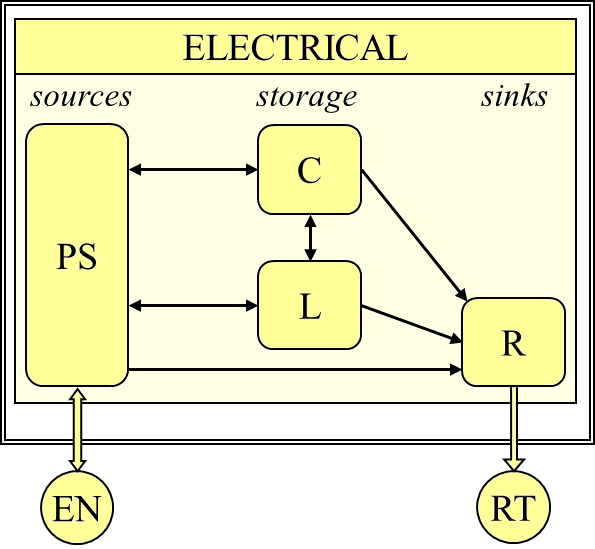 ELECTRICAL
sources storage sinks
C
PS
L
R
EN RT